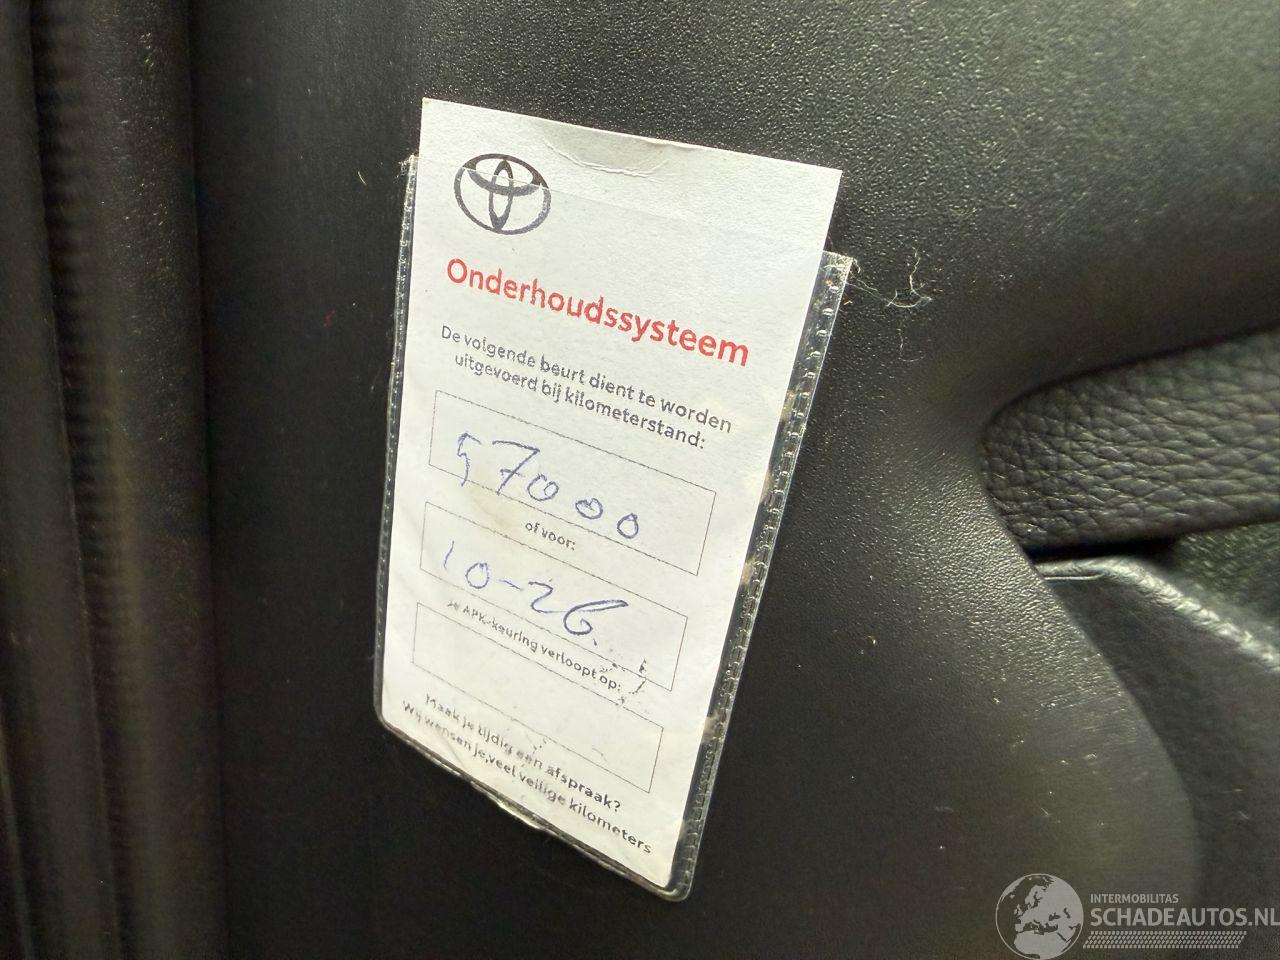 Onderhoudssysteem
De volgende beurt dient te worden
uitgevoerd bij kilometerstand:
57000
of voor:
10-26
Je APK-keuring verloopt op:
Maak je tijdig een afspraak?
Wij wensen je veel veilige kilometers
INTERMOBILITAS
SCHADEAUTOS.NL